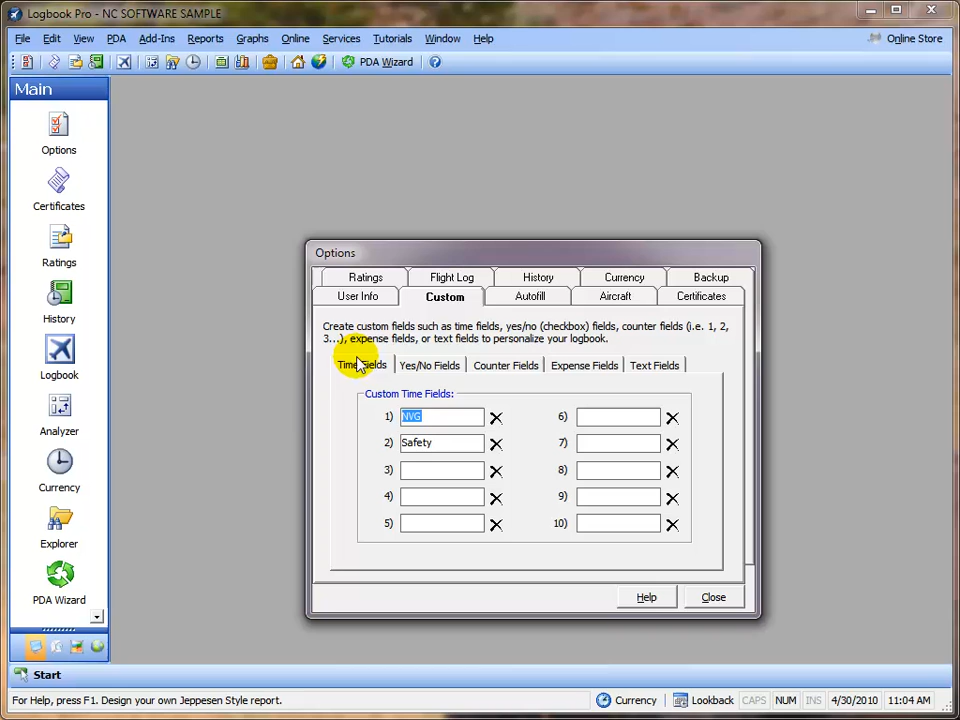 Logbook Pro - NC SOFTWARE SAMPLE
File Edit View PDA Add-Ins Reports Graphs Online Services Tutorials Window Help Online Store
PDA Wizard
Main
Options
Certificates
Ratings
History
Logbook
Analyzer
Currency
Explorer
PDA Wizard
Options
Ratings Flight Log History Currency Backup
User Info Custom Autofill Aircraft Certificates
Create custom fields such as time fields, yes/no (checkbox) fields, counter fields (i.e. 1, 2,
3...), expense fields, or text fields to personalize your logbook.
Time Fields Yes/No Fields Counter Fields Expense Fields Text Fields
Custom Time Fields:
1) NVG 6)
2) Safety 7)
3) 8)
4) 9)
5) 10)
Help Close
Start
For Help, press F1. Design your own Jeppesen Style report. Currency Lookback CAPS NUM INS 4/30/2010 11:04 AM